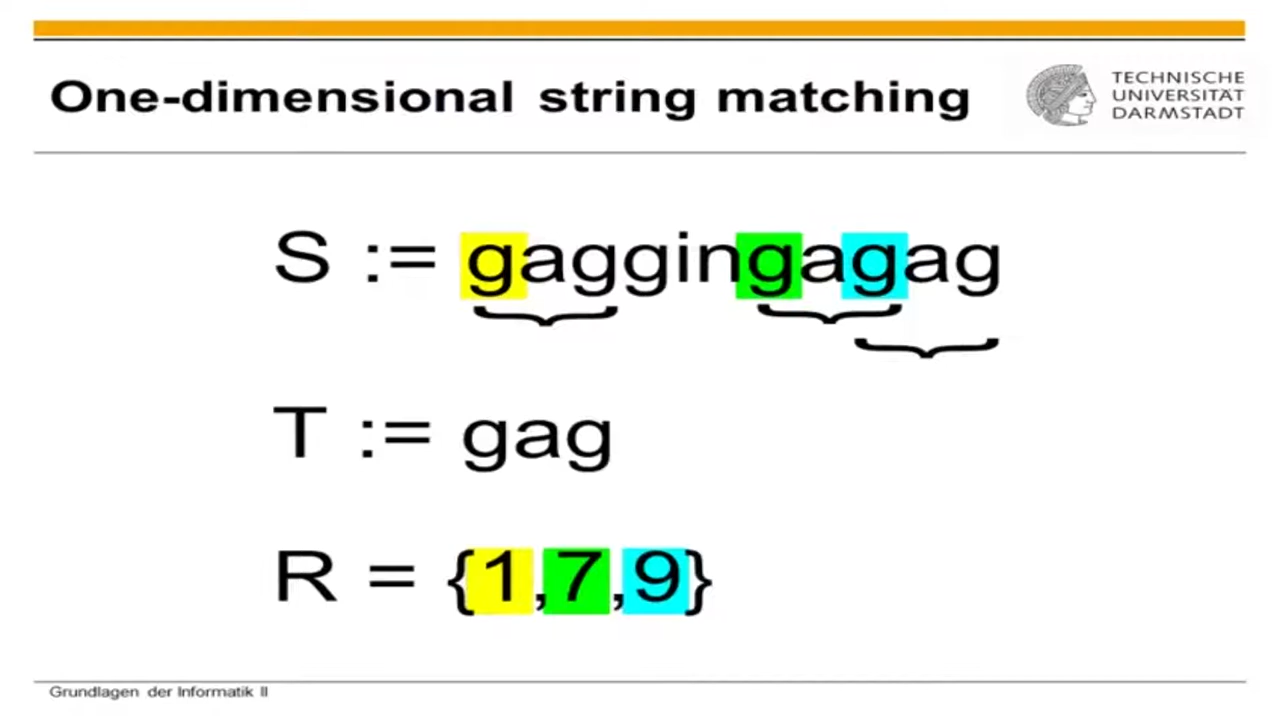 One-dimensional string matching
TECHNISCHE
UNIVERSITÄT
DARMSTADT
S := gaggingagag
T := gag
R = {1,7,9}
Grundlagen der Informatik II